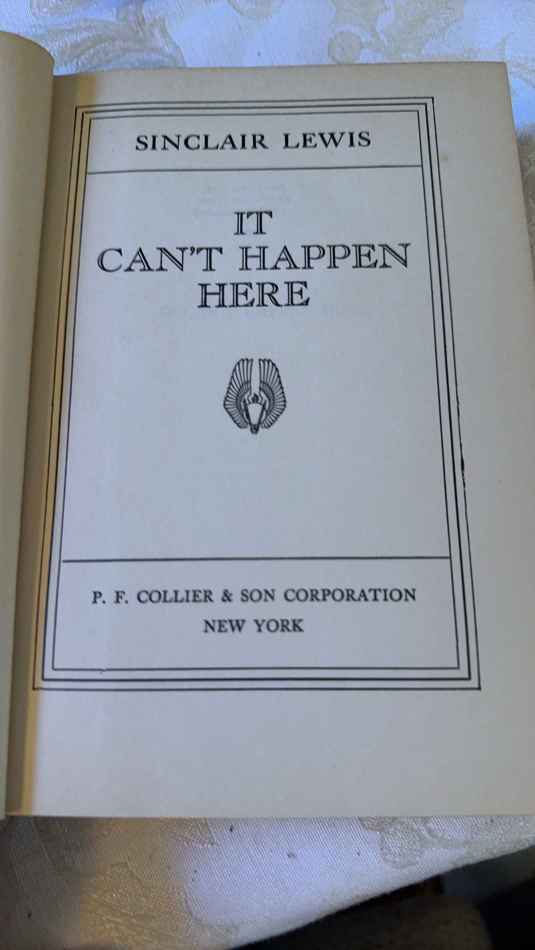 SINCLAIR LEWIS
IT
CAN'T HAPPEN
HERE
P. F. COLLIER & SON CORPORATION
NEW YORK